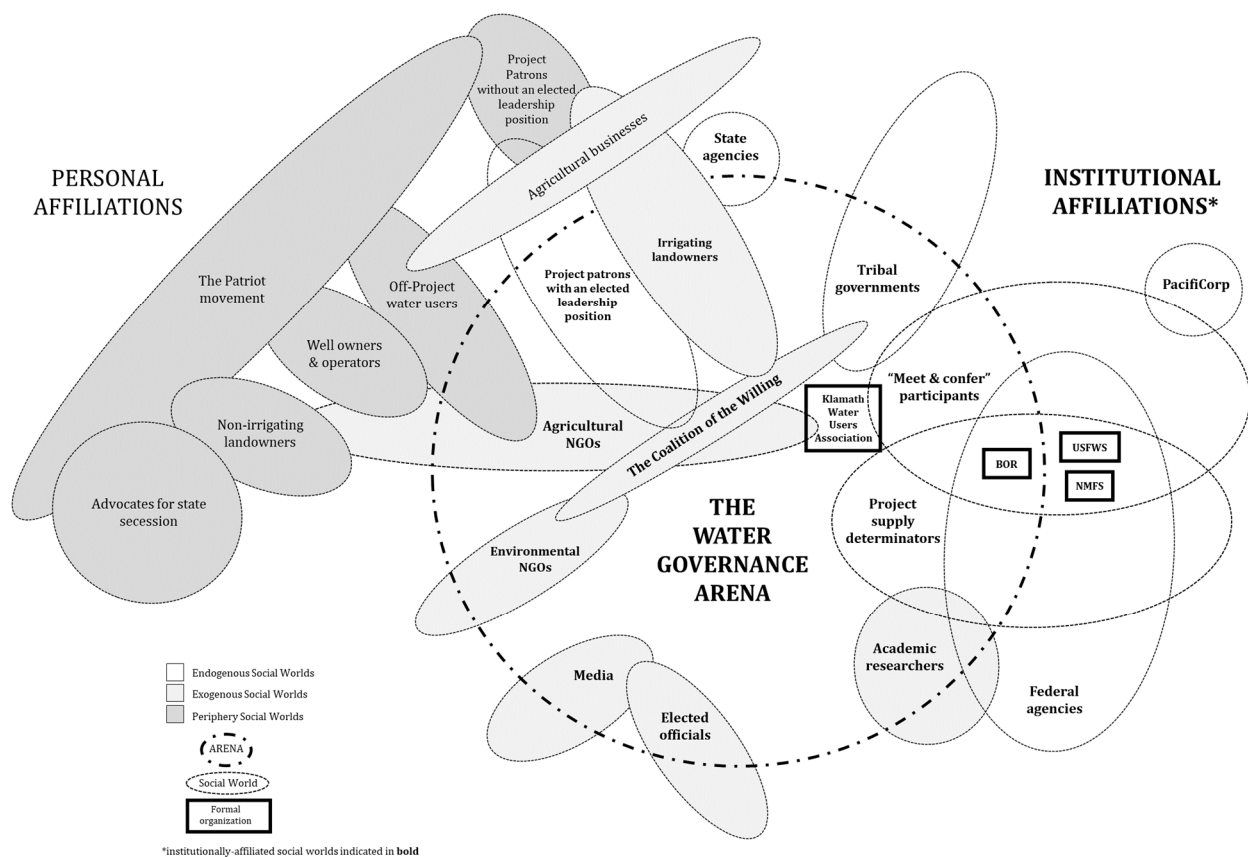 PERSONAL
AFFILIATIONS
Project
Patrons
without an elected
leadership
position
Agricultural businesses
State
agencies
INSTITUTIONAL
AFFILIATIONS*
The Patriot
movement
Off-Project
water users
Project patrons
with an elected
leadership
position
Irrigating
landowners
Tribal
governments
PacifiCorp
Well owners
& operators
Non-irrigating
landowners
Agricultural
NGOs
The Coalition of the Willing
Klamath
Water
Users
Association
“Meet & confer”
participants
BOR
USFWS
NMFS
Advocates for state
secession
Environmental
NGOs
THE
WATER
GOVERNANCE
ARENA
Project
supply
determinators
Academic
researchers
Federal
agencies
Media
Elected
officials
Endogenous Social Worlds
Exogenous Social Worlds
Periphery Social Worlds
ARENA
Social World
Formal
organization
*institutionally-affiliated social worlds indicated in bold